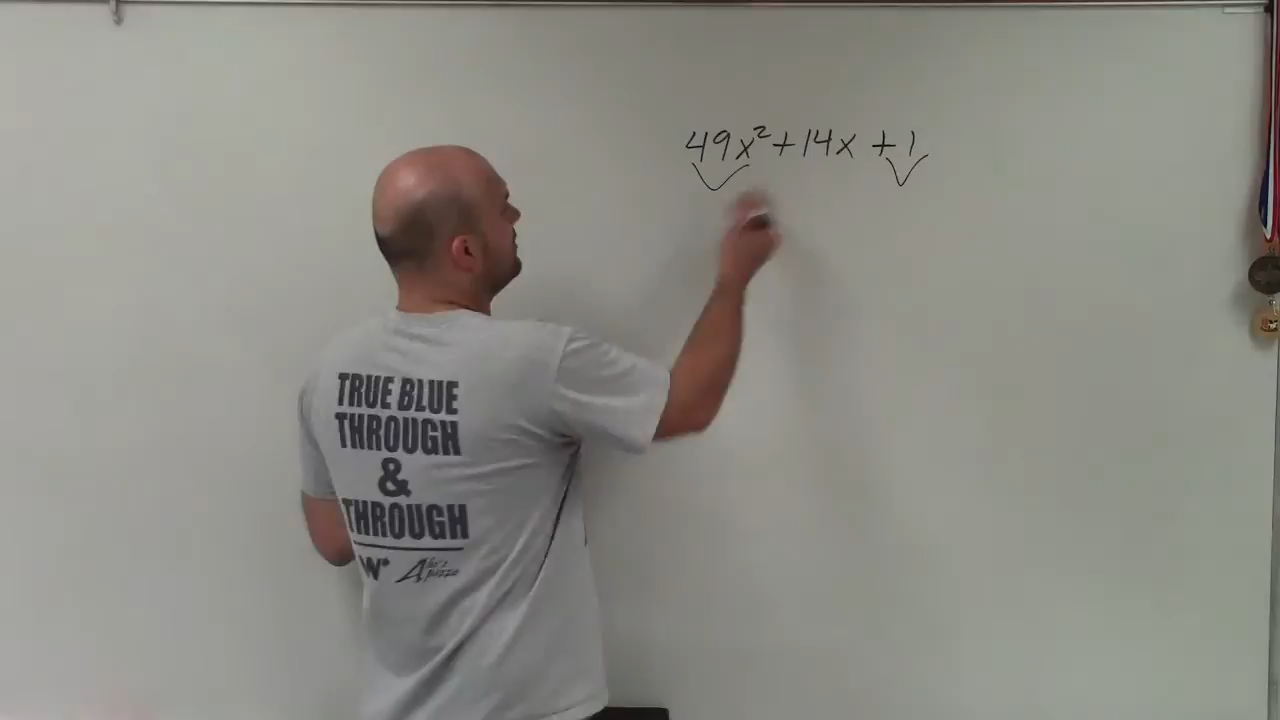 49x²+14x +1
TRUE BLUE
THROUGH
&
THROUGH
W